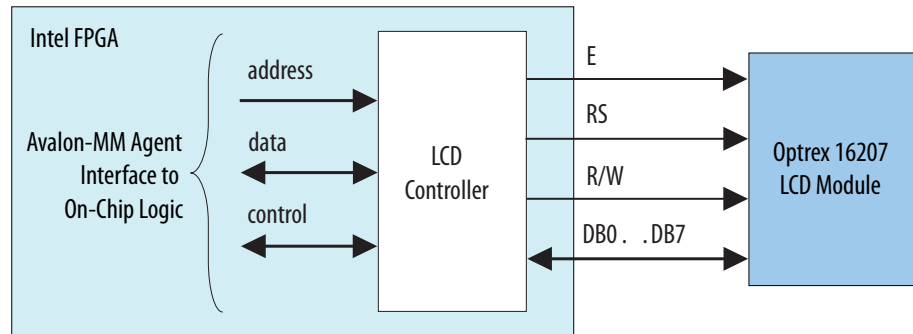 Intel FPGA
Avalon-MM Agent
Interface to
On-Chip Logic
address
data
control
LCD
Controller
E
RS
R/W
DB0 . . DB7
Optrex 16207
LCD Module